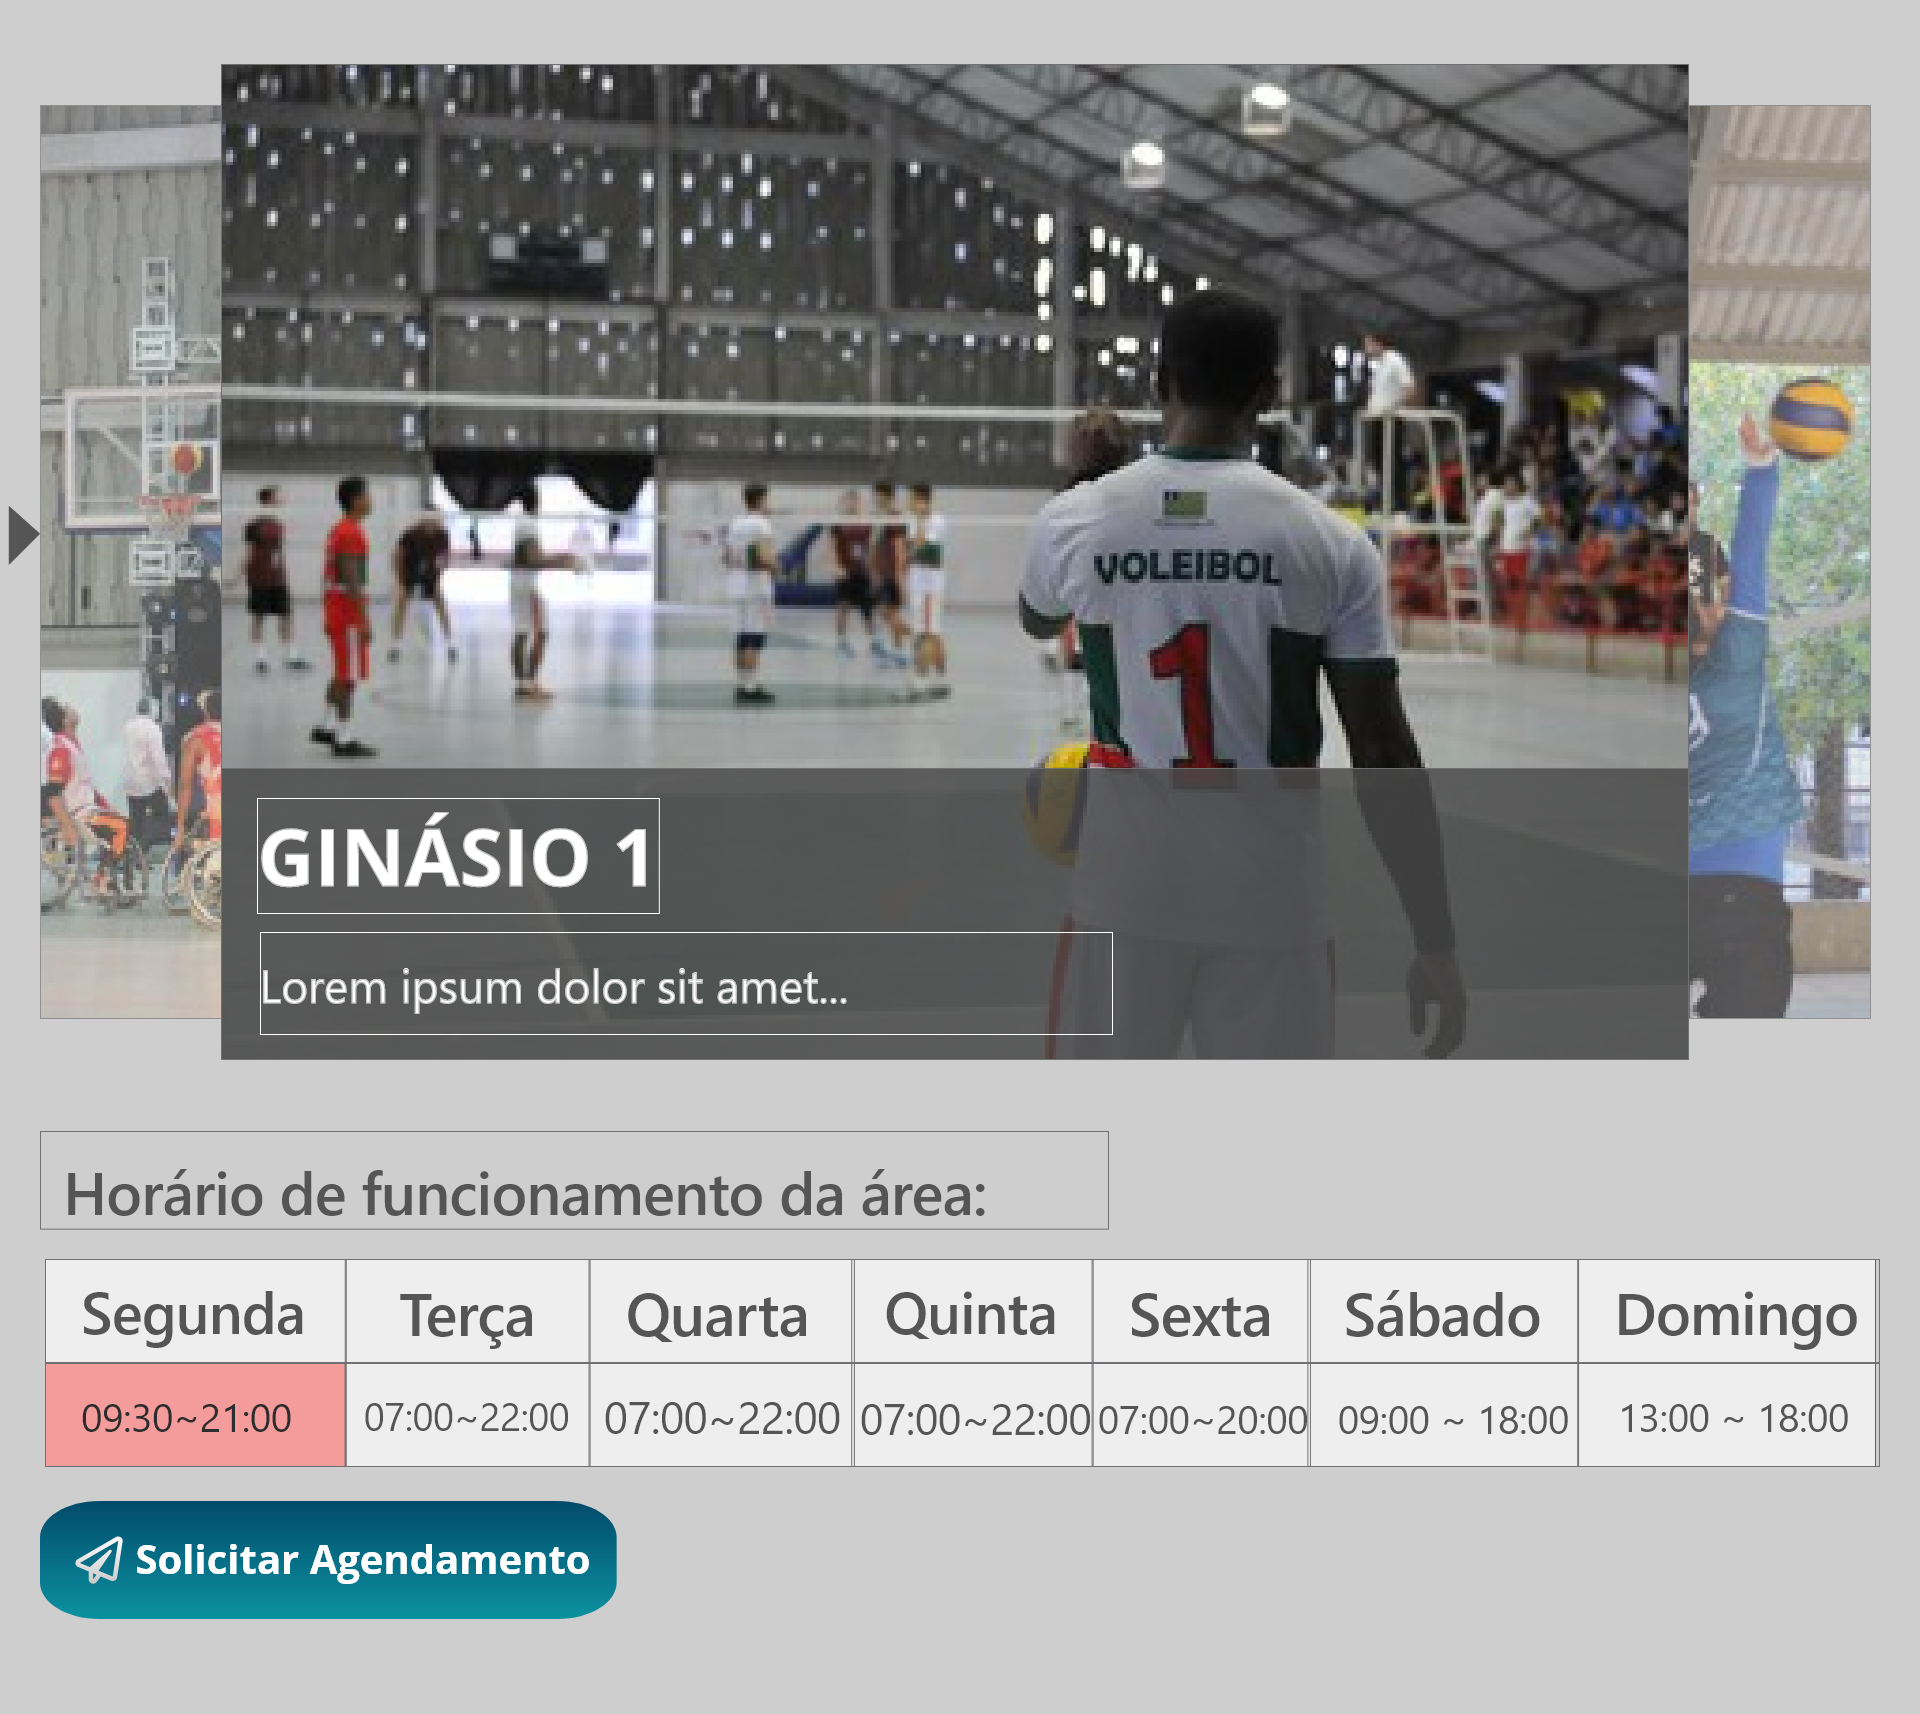 VOLEIBOL
1
GINÁSIO 1
Lorem ipsum dolor sit amet...
Horário de funcionamento da área:
Segunda Terça Quarta Quinta Sexta Sábado Domingo
09:30~21:00 07:00~22:00 07:00~22:00 07:00~22:00 07:00~20:00 09:00 ~ 18:00 13:00 ~ 18:00
Solicitar Agendamento